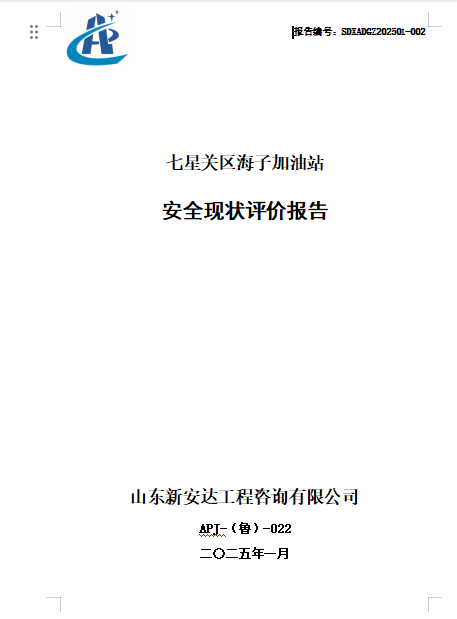 报告编号：SDXADGZ202501-002
七星关区海子加油站
安全现状评价报告
山东新安达工程咨询有限公司
APJ-（鲁）-022
二〇二五年一月